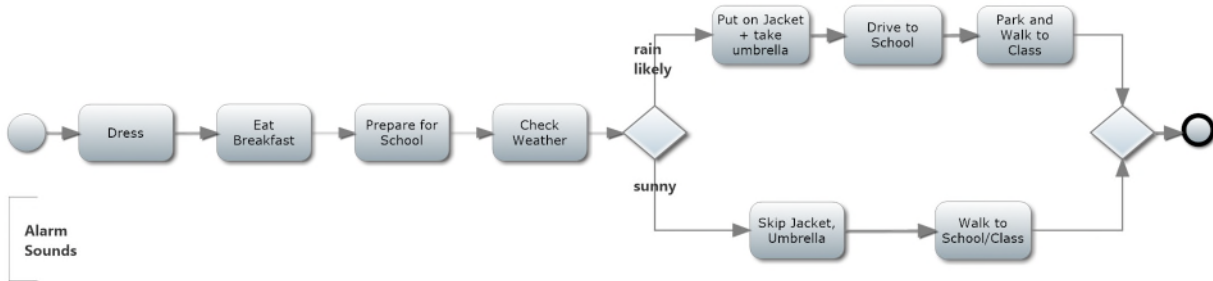 Dress
Eat
Breakfast
Prepare for
School
Check
Weather
rain
likely
Put on Jacket
+ take
umbrella
Drive to
School
Park and
Walk to
Class
sunny
Skip Jacket,
Umbrella
Walk to
School/Class
Alarm
Sounds